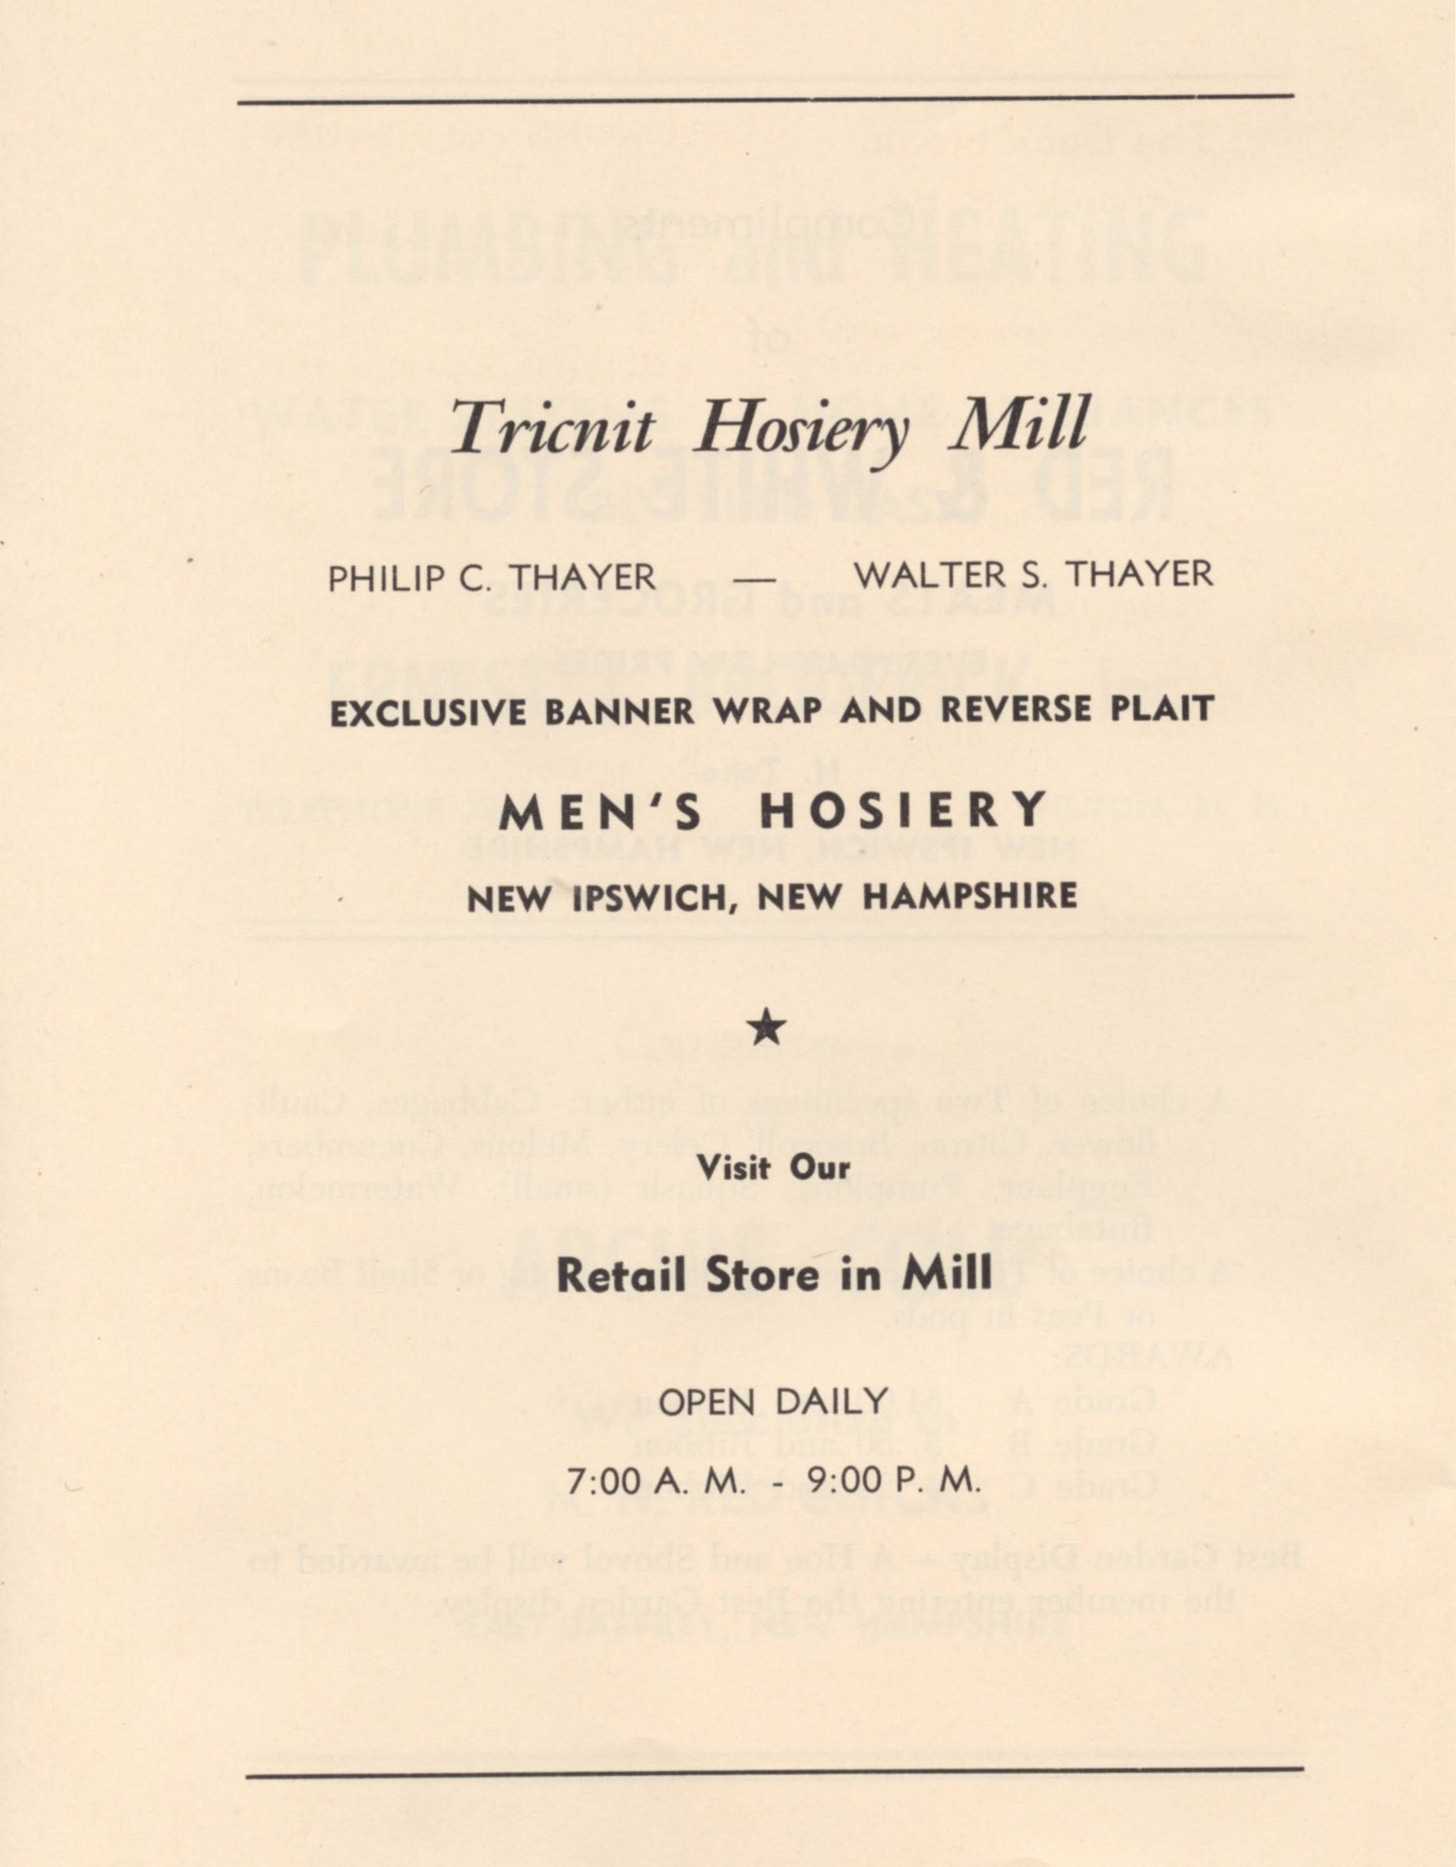 Tricnit Hosiery Mill
PHILIP C. THAYER — WALTER S. THAYER
EXCLUSIVE BANNER WRAP AND REVERSE PLAIT
MEN'S HOSIERY
NEW IPSWICH, NEW HAMPSHIRE
★
Visit Our
Retail Store in Mill
OPEN DAILY
7:00 A. M. - 9:00 P. M.